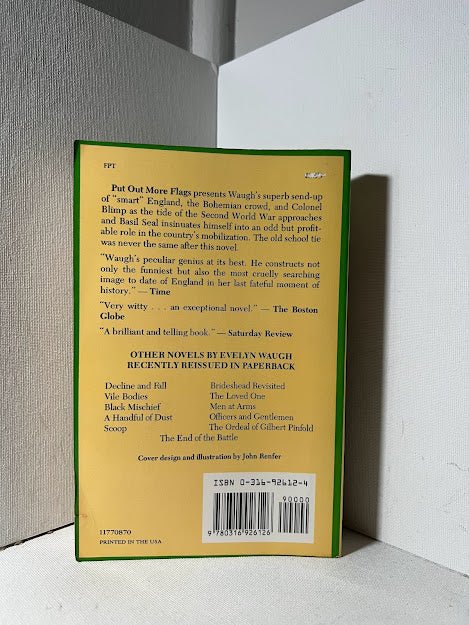 FPT
Put Out More Flags presents Waugh's superb send-up
of "smart" England, the Bohemian crowd, and Colonel
Blimp as the tide of the Second World War approaches
and Basil Seal insinuates himself into an odd but profit-
able role in the country's mobilization. The old school tie
was never the same after this novel.
"Waugh's peculiar genius at its best. He constructs not
only the funniest but also the most cruelly searching
image to date of England in her last fateful moment of
history." — Time
"Very witty . . . an exceptional novel." — The Boston
Globe
"A brilliant and telling book." — Saturday Review
OTHER NOVELS BY EVELYN WAUGH
RECENTLY REISSUED IN PAPERBACK
Decline and Fall
Vile Bodies
Black Mischief
A Handful of Dust
Scoop
Brideshead Revisited
The Loved One
Men at Arms
Officers and Gentlemen
The Ordeal of Gilbert Pinfold
The End of the Battle
Cover design and illustration by John Renfer
ISBN 0-316-92612-4
90000
9 780316 926126
11770870
PRINTED IN THE USA